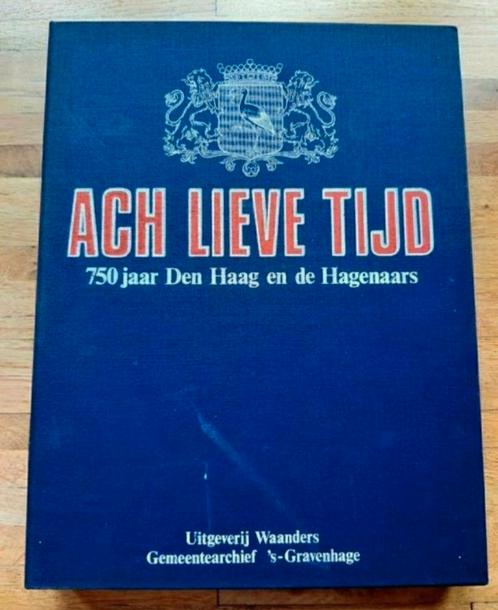 ACH LIEVE TIJD
750 jaar Den Haag en de Hagenaars
Uitgeverij Waanders
Gemeentearchief 's-Gravenhage